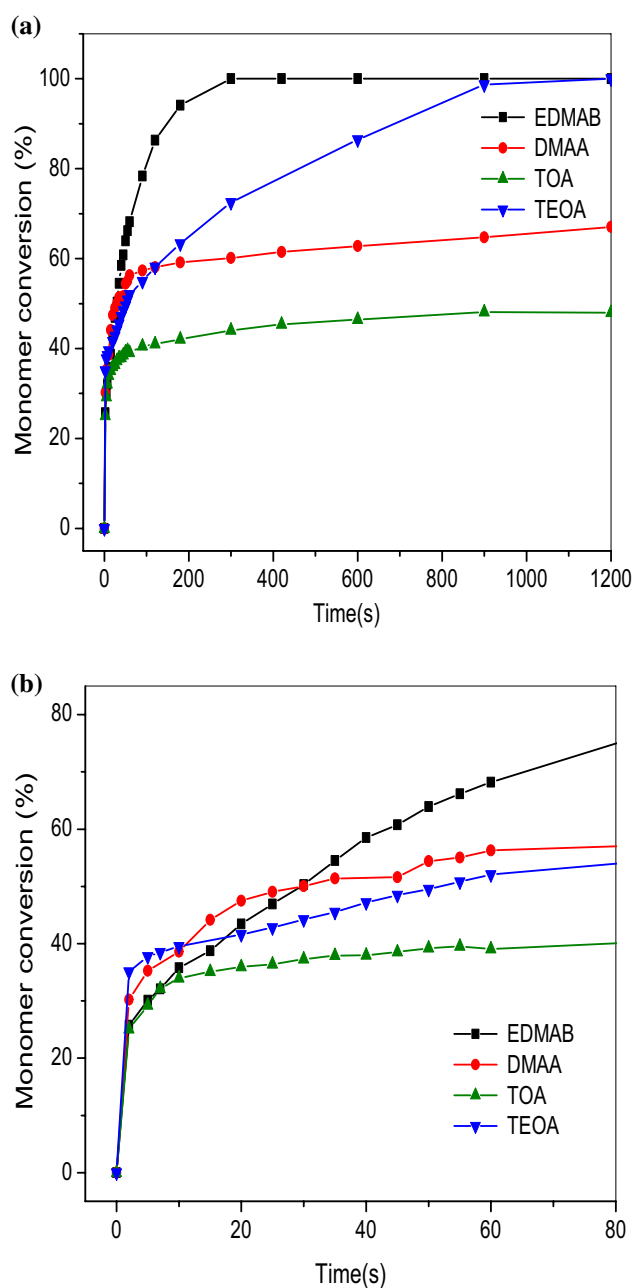 (a)
100
80
60
40
20
0
Monomer conversion (%)
EDMAB
DMAA
TOA
TEOA
0 200 400 600 800 1000 1200
Time(s)
(b)
80
60
40
20
0
Monomer conversion (%)
EDMAB
DMAA
TOA
TEOA
0 20 40 60 80
Time(s)